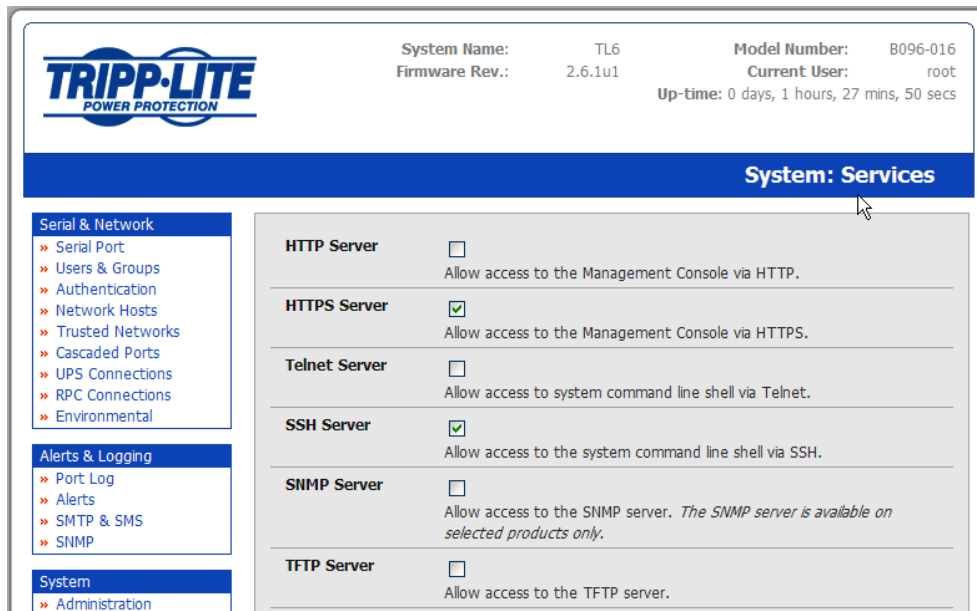 TRIPP·LITE
POWER PROTECTION
System Name: TL6 Model Number: B096-016
Firmware Rev.: 2.6.1u1 Current User: root
Up-time: 0 days, 1 hours, 27 mins, 50 secs
System: Services
Serial & Network
» Serial Port
» Users & Groups
» Authentication
» Network Hosts
» Trusted Networks
» Cascaded Ports
» UPS Connections
» RPC Connections
» Environmental
Alerts & Logging
» Port Log
» Alerts
» SMTP & SMS
» SNMP
System
» Administration
HTTP Server
Allow access to the Management Console via HTTP.
HTTPS Server
Allow access to the Management Console via HTTPS.
Telnet Server
Allow access to system command line shell via Telnet.
SSH Server
Allow access to the system command line shell via SSH.
SNMP Server
Allow access to the SNMP server. The SNMP server is available on
selected products only.
TFTP Server
Allow access to the TFTP server.